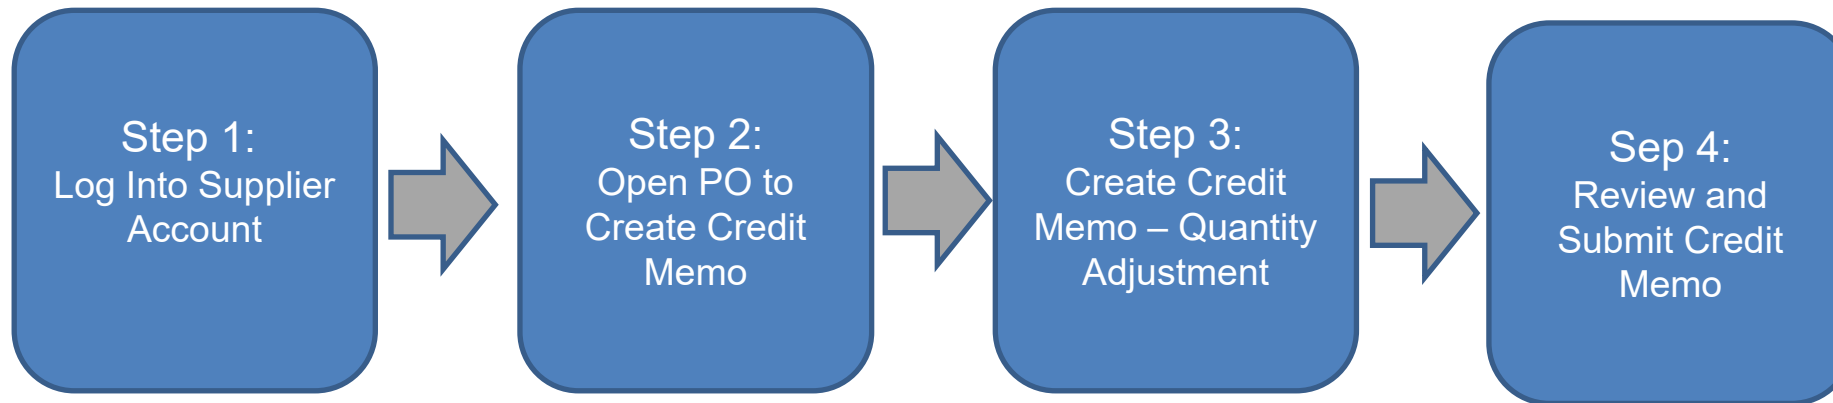 Step 1:
Log Into Supplier
Account
Step 2:
Open PO to
Create Credit
Memo
Step 3:
Create Credit
Memo – Quantity
Adjustment
Sep 4:
Review and
Submit Credit
Memo